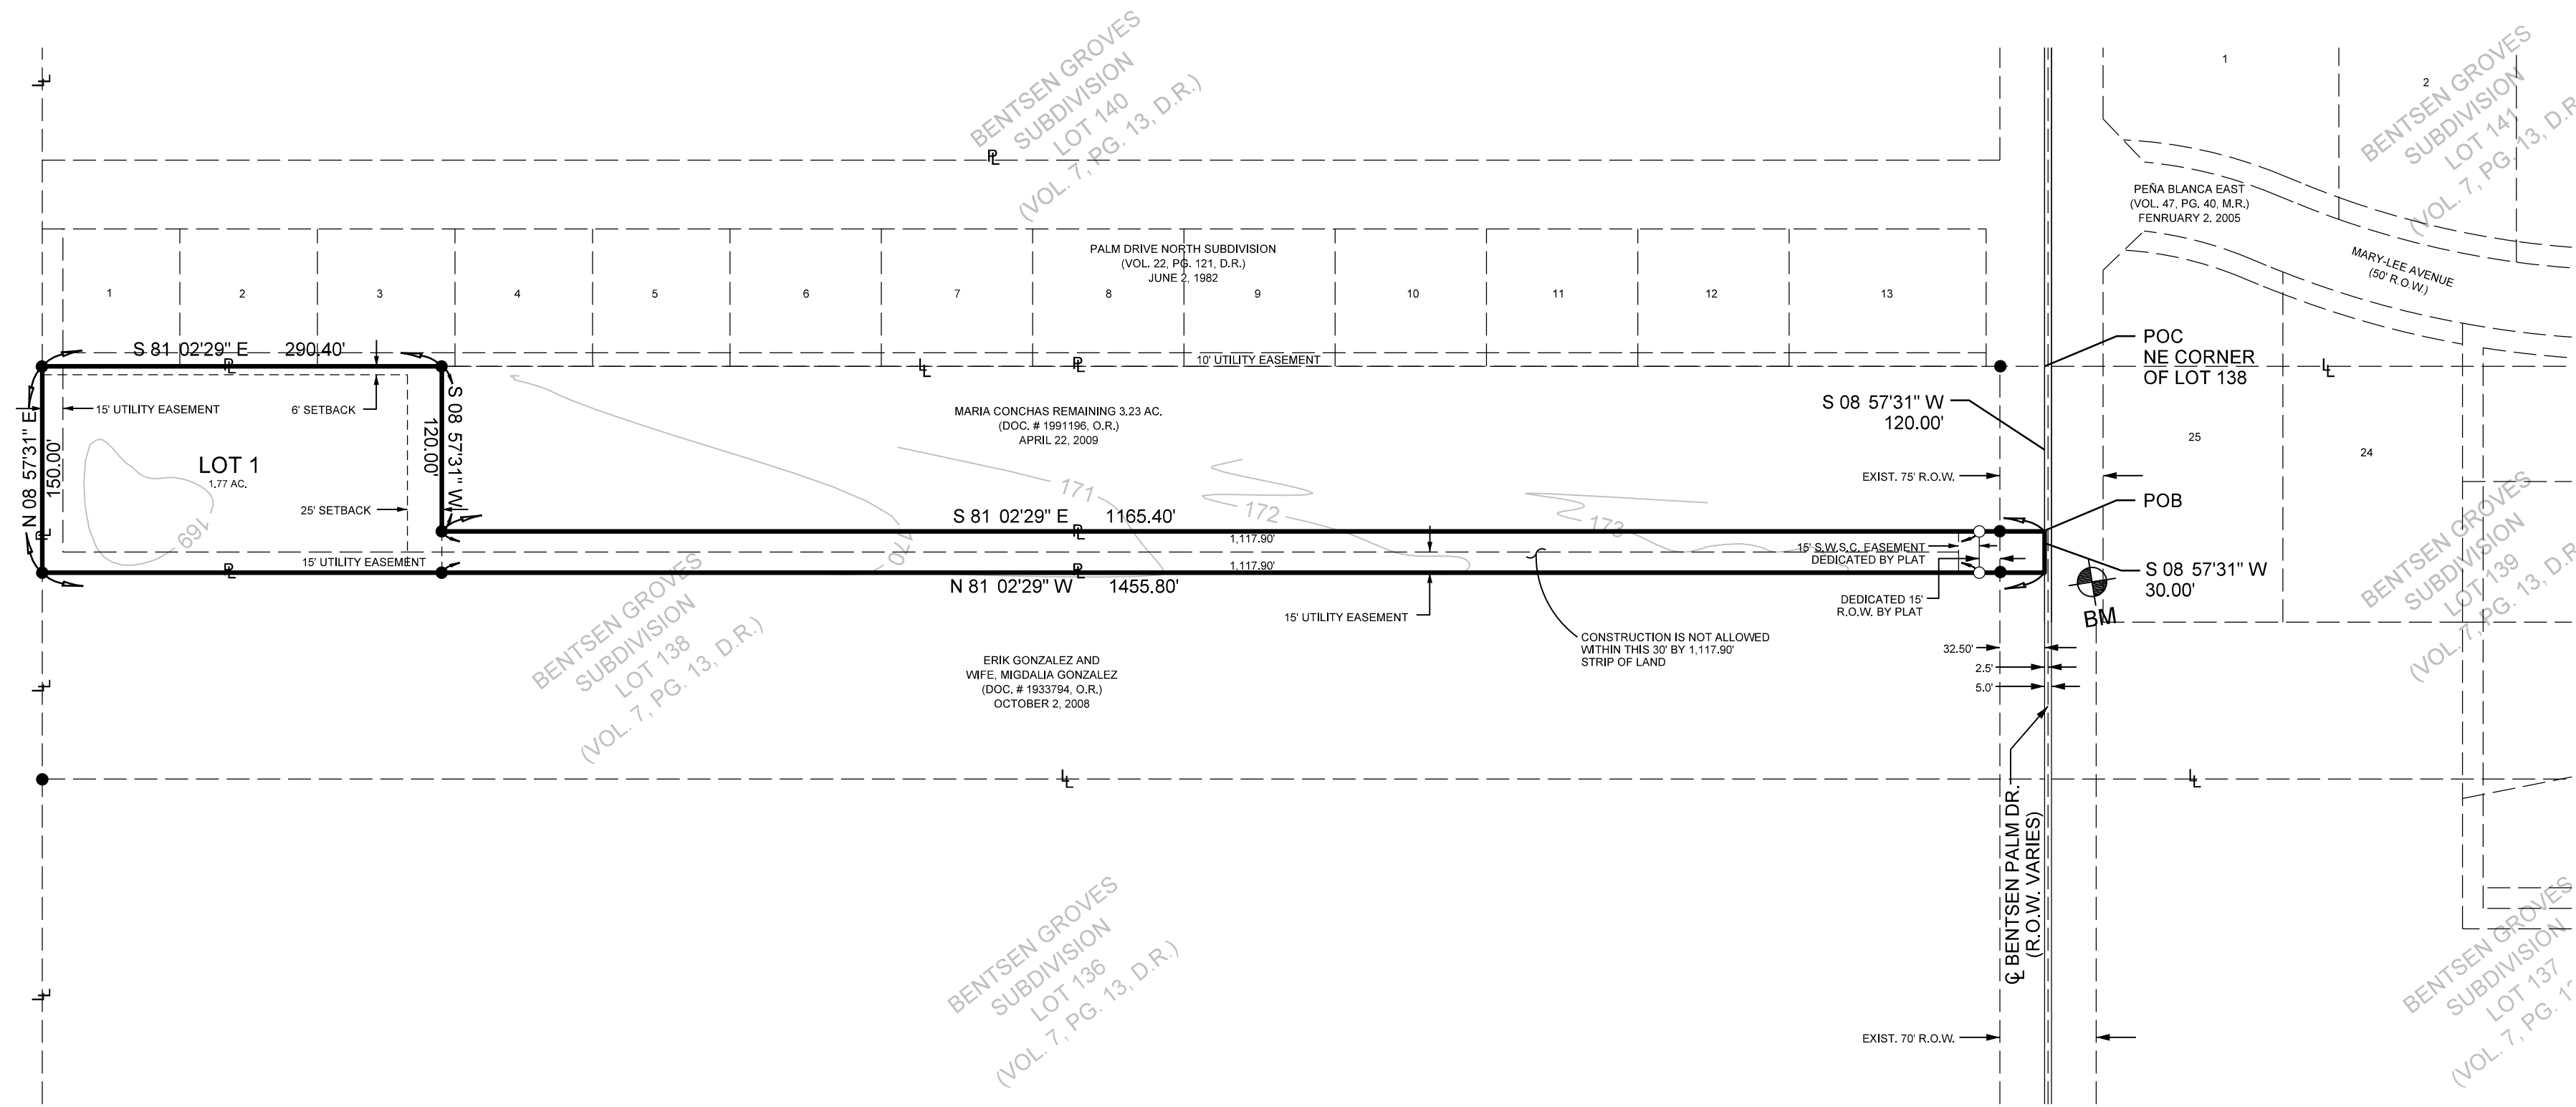 BENTSEN GROVES
SUBDIVISION
LOT 140
(VOL. 7, PG. 13, D.R.)
1
2
BENTSEN GROVES
SUBDIVISION
LOT 141
(VOL. 7, PG. 13, D.R
PEÑA BLANCA EAST
(VOL. 47, PG. 40, M.R.)
FENRUARY 2, 2005
MARY-LEE AVENUE
(50' R.O.W.)
PALM DRIVE NORTH SUBDIVISION
(VOL. 22, PG. 121, D.R.)
JUNE 2, 1982
1
2
3
4
5
6
7
8
9
10
11
12
13
S 81 02'29" E 290.40'
10' UTILITY EASEMENT
POC
NE CORNER
OF LOT 138
15' UTILITY EASEMENT
6' SETBACK
N 08 57'31" E
150.00'
S 08 57'31" W
120.00'
LOT 1
1.77 AC.
169
25' SETBACK
15' UTILITY EASEMENT
MARIA CONCHAS REMAINING 3.23 AC.
(DOC. # 1991196, O.R.)
APRIL 22, 2009
170
171
172
173
S 08 57'31" W
120.00'
EXIST. 75' R.O.W.
25
24
POB
S 81 02'29" E 1165.40'
1,117.90'
1,117.90'
N 81 02'29" W 1455.80'
15' S.W.S.C. EASEMENT
DEDICATED BY PLAT
DEDICATED 15'
R.O.W. BY PLAT
S 08 57'31" W
30.00'
BM
15' UTILITY EASEMENT
CONSTRUCTION IS NOT ALLOWED
WITHIN THIS 30' BY 1,117.90'
STRIP OF LAND
32.50'
2.5'
5.0'
BENTSEN GROVES
SUBDIVISION
LOT 138
(VOL. 7, PG. 13, D.R.)
ERIK GONZALEZ AND
WIFE, MIGDALIA GONZALEZ
(DOC. # 1933794, O.R.)
OCTOBER 2, 2008
BENTSEN GROVES
SUBDIVISION
LOT 139
(VOL. 7, PG. 13, D.R
℄ BENTSEN PALM DR.
(R.O.W. VARIES)
BENTSEN GROVES
SUBDIVISION
LOT 136
(VOL. 7, PG. 13, D.R.)
EXIST. 70' R.O.W.
BENTSEN GROVES
SUBDIVISION
LOT 137
(VOL. 7, PG.